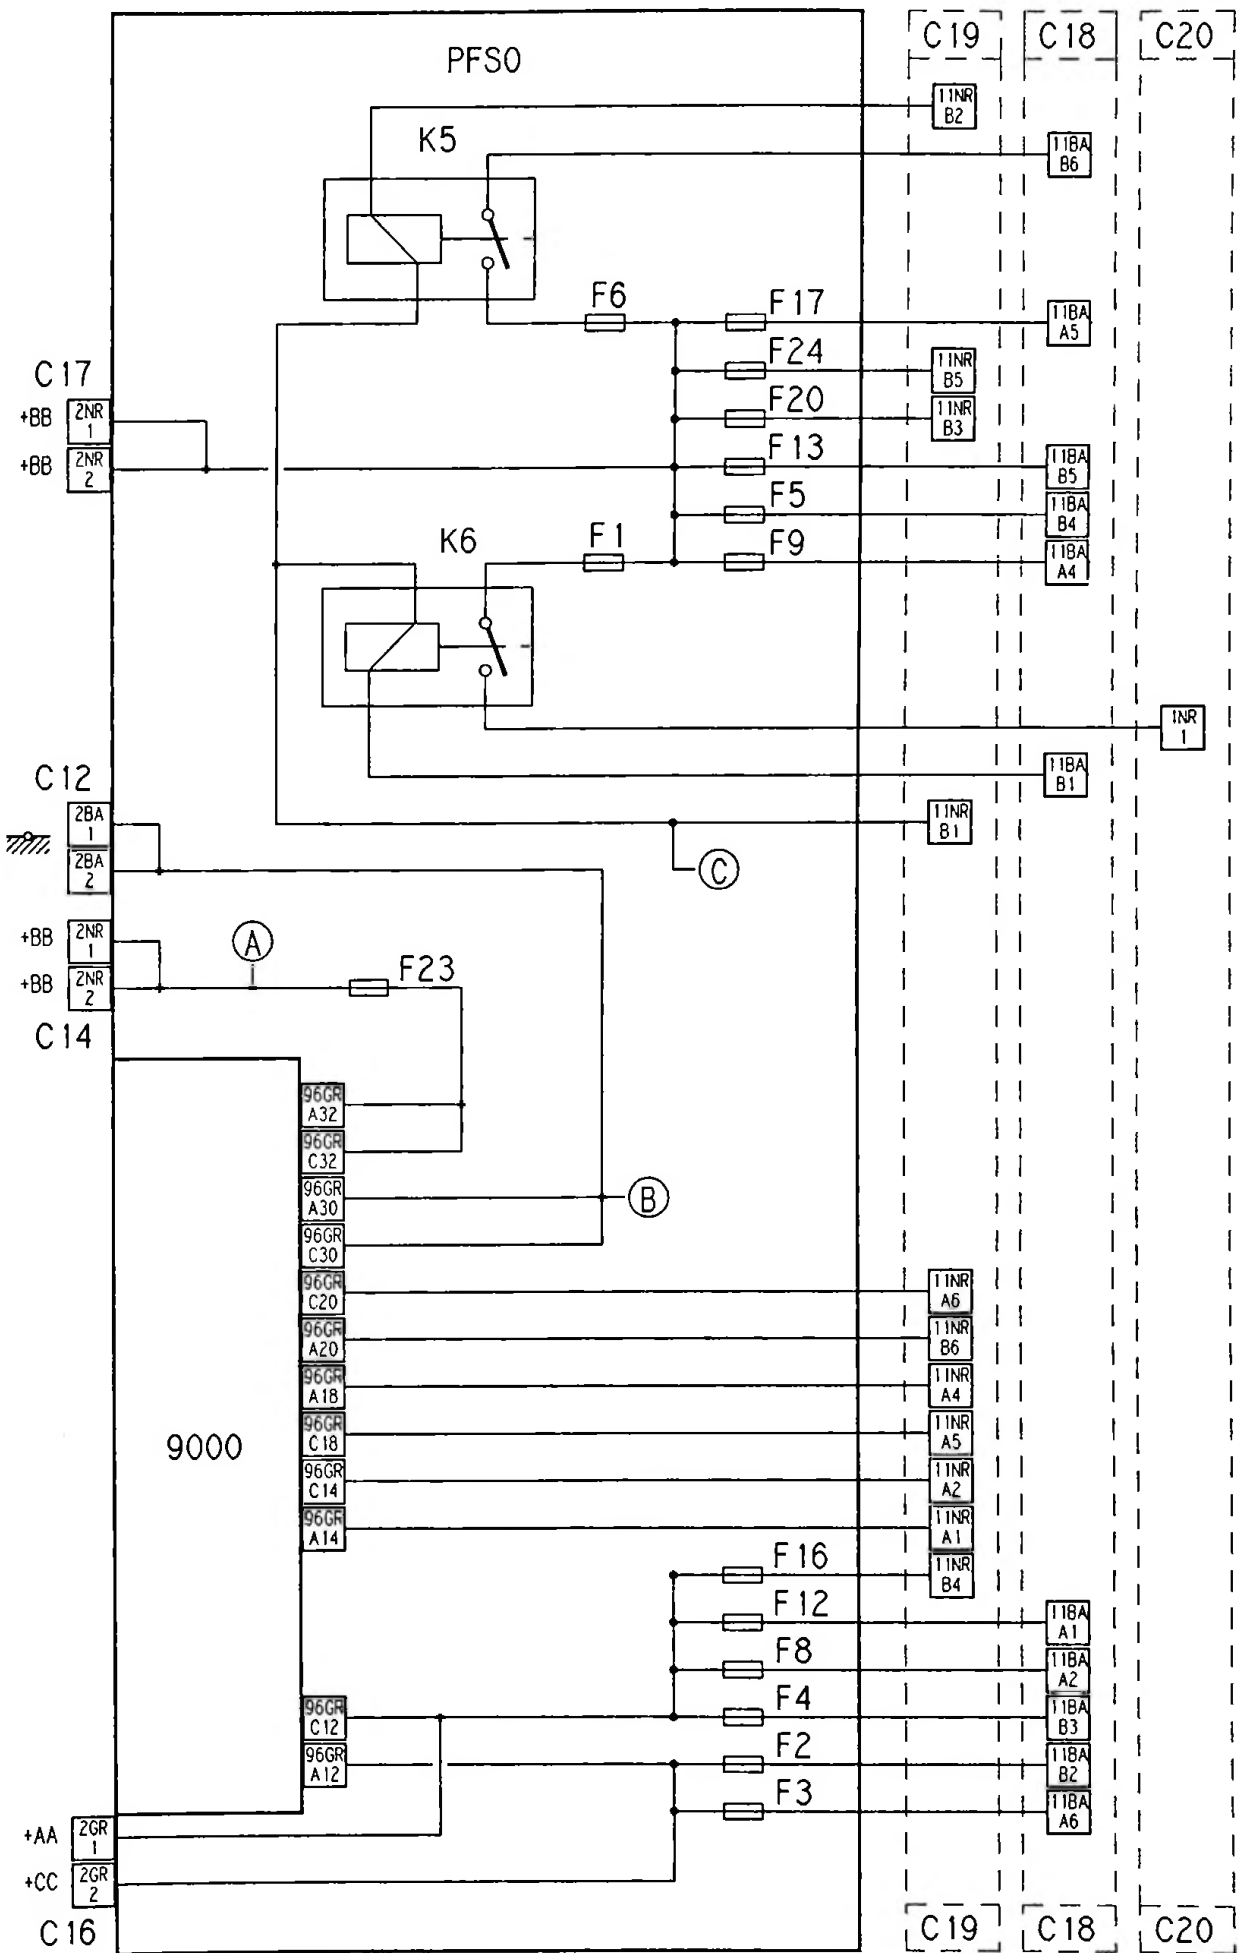 C19 C18 C20
PFSO
11NR
B2
K5
11BA
B6
F6
F17
11BA
A5
C17
F24
11NR
B5
+BB 2NR
1
F20
11NR
B3
+BB 2NR
2
F13
11BA
B5
F5
11BA
B4
K6
F1
F9
11BA
A4
1NR
1
C12
11BA
B1
2BA
1
11NR
B1
2BA
2
C
+BB 2NR
1
A
+BB 2NR
2
F23
C14
96GR
A32
96GR
C32
96GR
A30
B
96GR
C30
96GR
C20
11NR
A6
96GR
A20
11NR
B6
96GR
A18
11NR
A4
9000
96GR
C18
11NR
A5
96GR
C14
11NR
A2
96GR
A14
11NR
A1
F16
11NR
B4
F12
11BA
A1
F8
11BA
A2
96GR
C12
F4
11BA
B3
96GR
A12
F2
11BA
B2
F3
11BA
A6
+AA 2GR
1
+CC 2GR
2
C16
C19 C18 C20